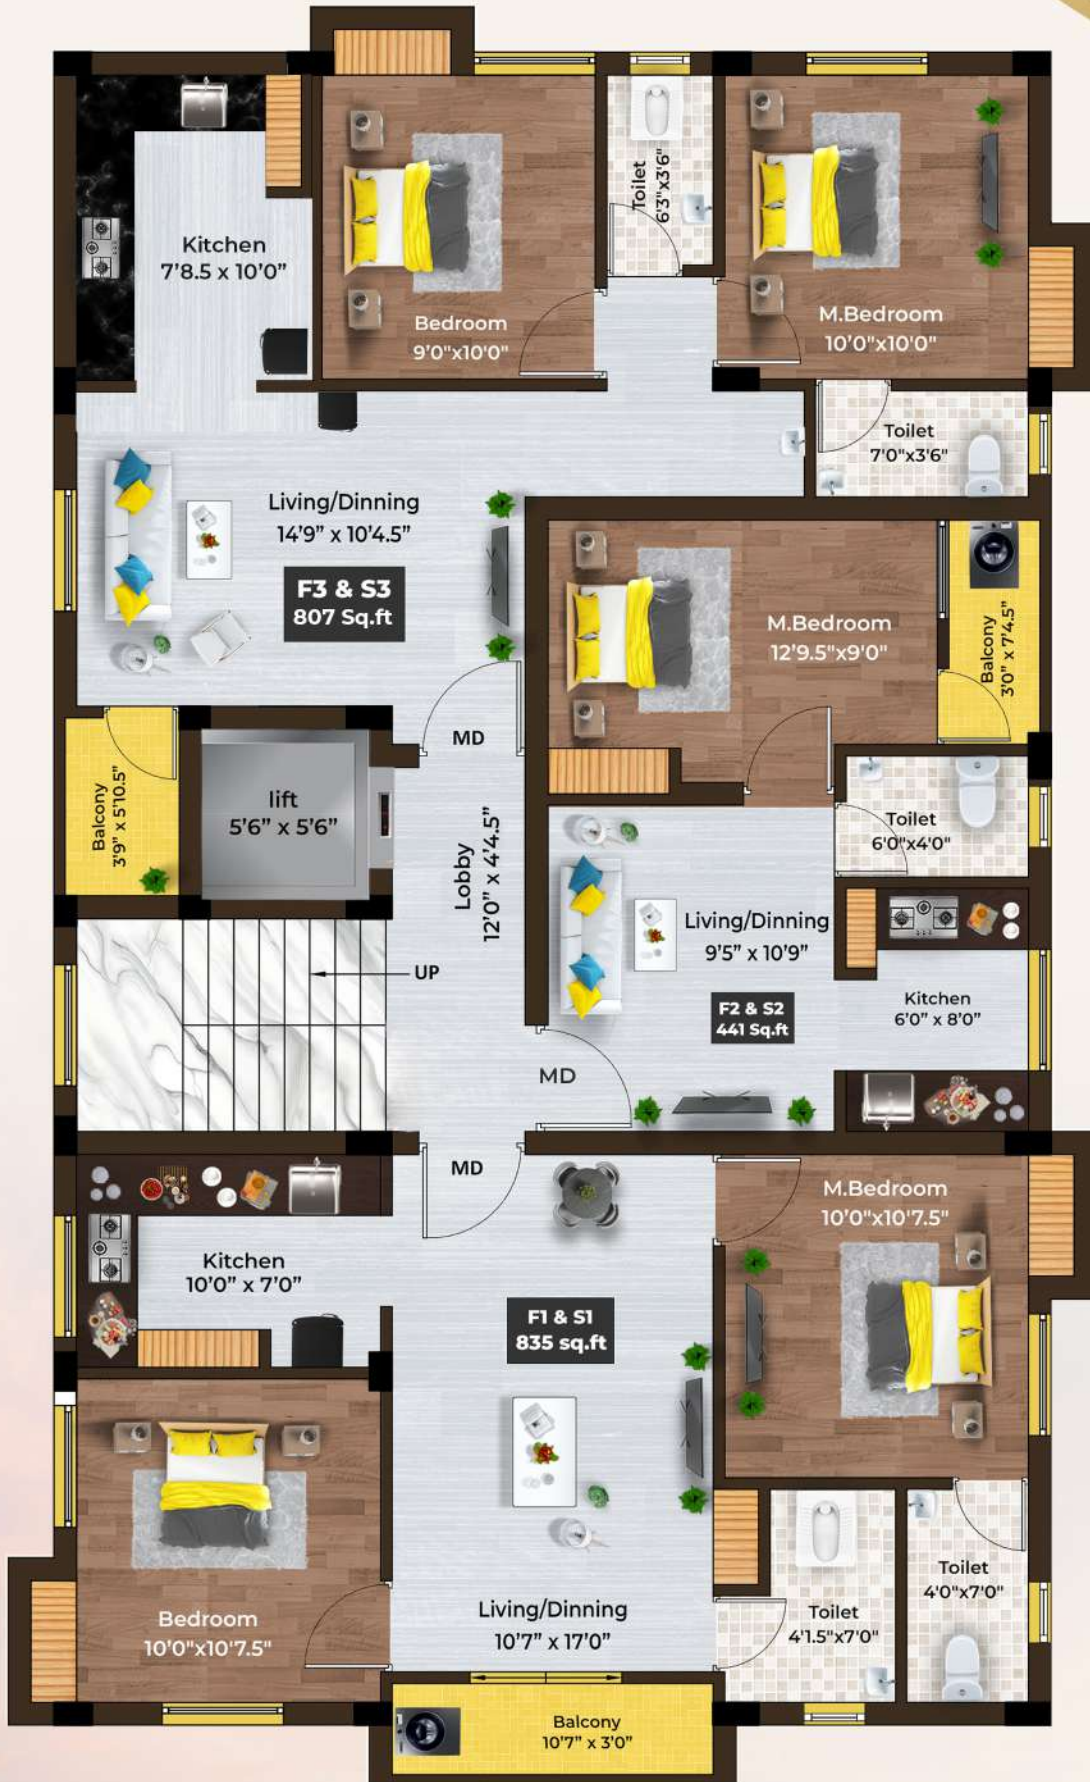 Kitchen
7'8.5 x 10'0"
Bedroom
9'0"x10'0"
Toilet
6'3"x3'6"
M.Bedroom
10'0"x10'0"
Toilet
7'0"x3'6"
Living/Dinning
14'9" x 10'4.5"
F3 & S3
807 Sq.ft
M.Bedroom
12'9.5"x9'0"
Balcony
3'0" x 7'4.5"
MD
Balcony
3'9" x 5'10.5"
lift
5'6" x 5'6"
Lobby
12'0" x 4'4.5"
Toilet
6'0"x4'0"
Living/Dinning
9'5" x 10'9"
F2 & S2
441 Sq.ft
Kitchen
6'0" x 8'0"
UP
MD
MD
M.Bedroom
10'0"x10'7.5"
Kitchen
10'0" x 7'0"
F1 & S1
835 sq.ft
Bedroom
10'0"x10'7.5"
Living/Dinning
10'7" x 17'0"
Toilet
4'1.5"x7'0"
Toilet
4'0"x7'0"
Balcony
10'7" x 3'0"